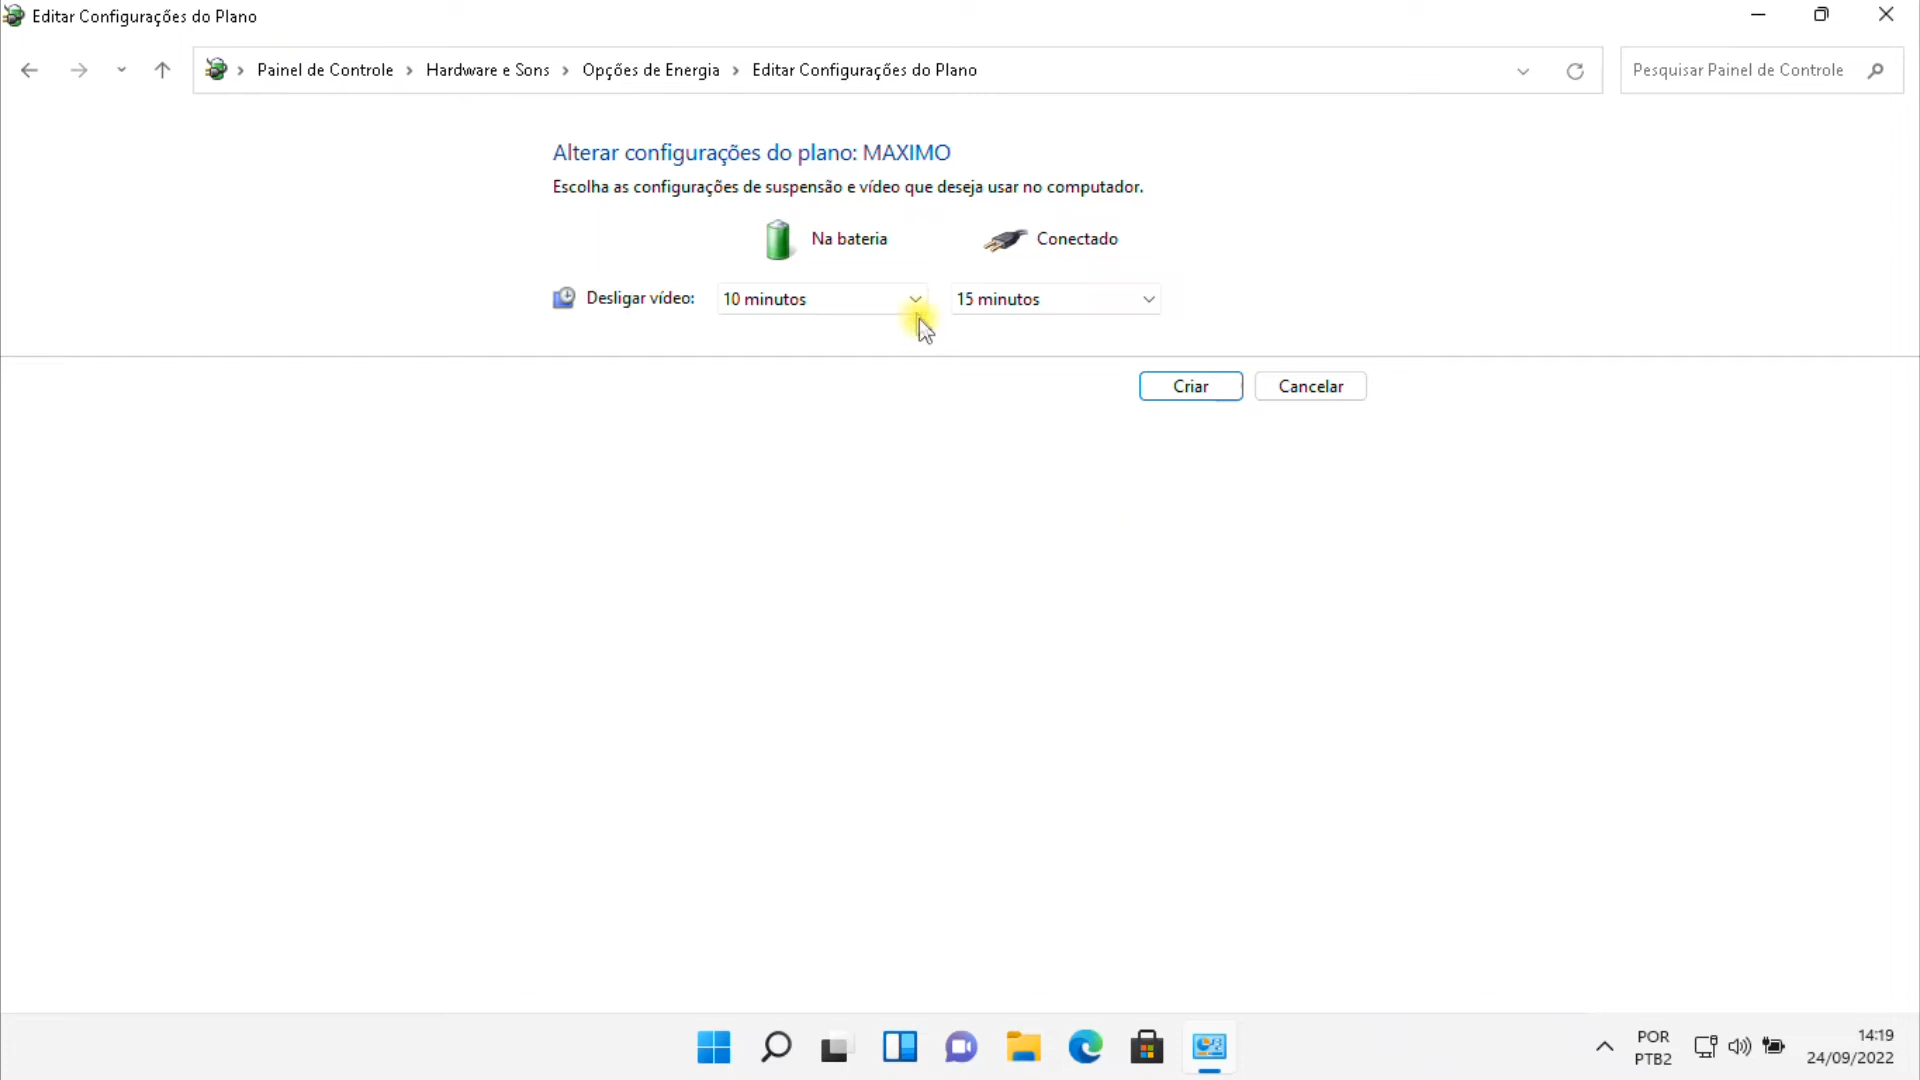 Editar Configurações do Plano
Painel de Controle > Hardware e Sons > Opções de Energia > Editar Configurações do Plano
Pesquisar Painel de Controle
Alterar configurações do plano: MAXIMO
Escolha as configurações de suspensão e vídeo que deseja usar no computador.
Na bateria
Conectado
Desligar vídeo:
10 minutos
15 minutos
Criar
Cancelar
POR
PTB2
14:19
24/09/2022